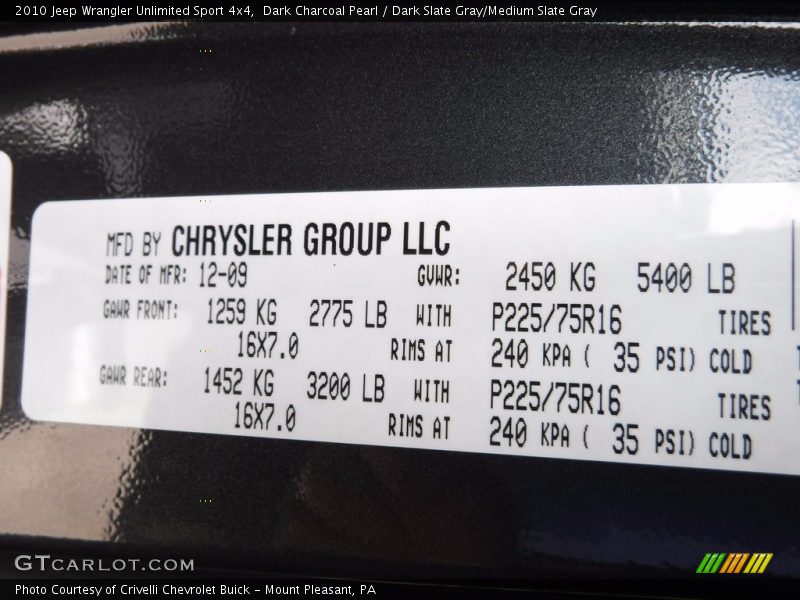 2010 Jeep Wrangler Unlimited Sport 4x4,  Dark Charcoal Pearl / Dark Slate Gray/Medium Slate Gray
MFD BY CHRYSLER GROUP LLC
DATE OF MFR: 12-09 GVWR: 2450 KG 5400 LB
GAWR FRONT: 1259 KG 2775 LB WITH P225/75R16 TIRES
16X7.0 RIMS AT 240 KPA ( 35 PSI) COLD
GAWR REAR: 1452 KG 3200 LB WITH P225/75R16 TIRES
16X7.0 RIMS AT 240 KPA ( 35 PSI) COLD
GTCARLOT.COM
Photo Courtesy of Crivelli Chevrolet Buick - Mount Pleasant, PA